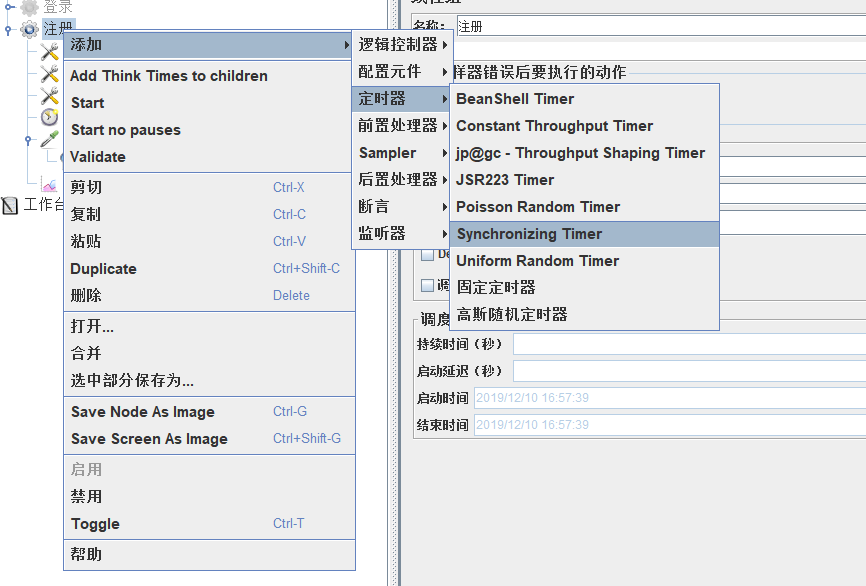 登录
注册
工作台
添加
Add Think Times to children
Start
Start no pauses
Validate
剪切 Ctrl-X
复制 Ctrl-C
粘贴 Ctrl-V
Duplicate Ctrl+Shift-C
删除 Delete
打开...
合并
选中部分保存为...
Save Node As Image Ctrl-G
Save Screen As Image Ctrl+Shift-G
启用
禁用
Toggle Ctrl-T
帮助
逻辑控制器
配置元件
定时器
前置处理器
Sampler
后置处理器
断言
监听器
BeanShell Timer
Constant Throughput Timer
jp@gc - Throughput Shaping Timer
JSR223 Timer
Poisson Random Timer
Synchronizing Timer
Uniform Random Timer
固定定时器
高斯随机定时器
名称: 注册
样器错误后要执行的动作
De
调
调度
持续时间（秒）
启动延迟（秒）
启动时间 2019/12/10 16:57:39
结束时间 2019/12/10 16:57:39